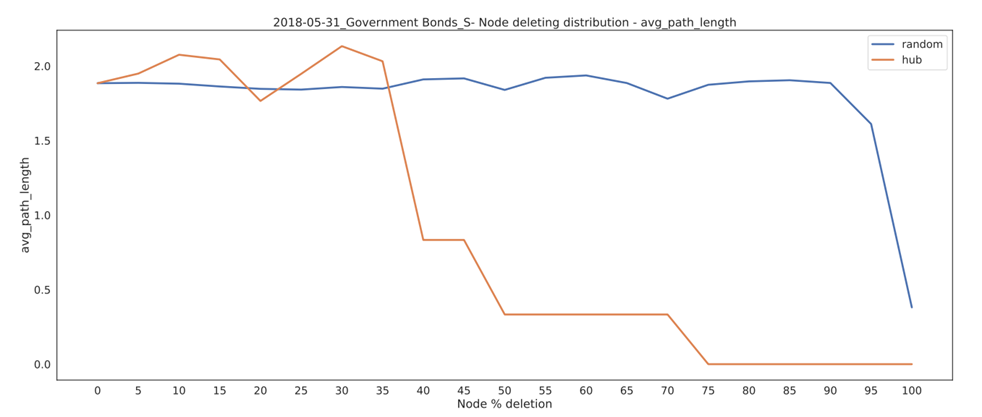 2018-05-31_Government Bonds_S- Node deleting distribution - avg_path_length
random
hub
avg_path_length
2.0
1.5
1.0
0.5
0.0
0 5 10 15 20 25 30 35 40 45 50 55 60 65 70 75 80 85 90 95 100
Node % deletion